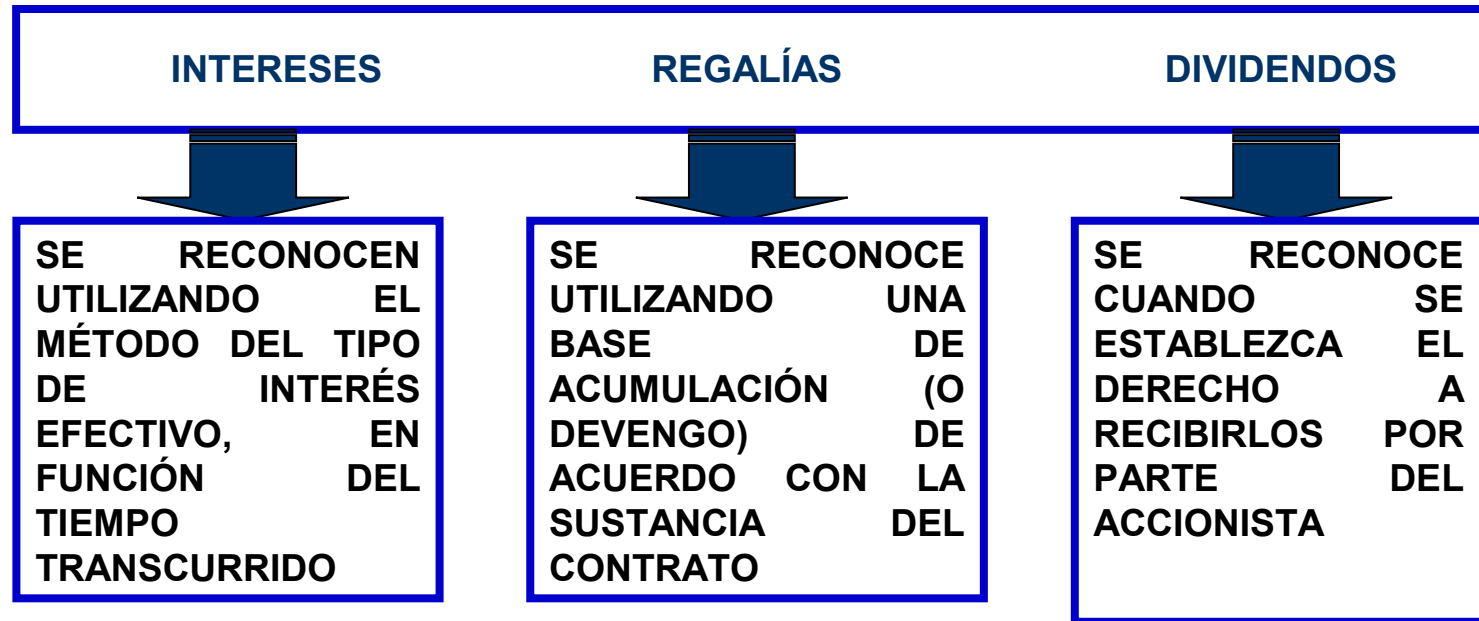 INTERESES REGALÍAS DIVIDENDOS
SE RECONOCEN
UTILIZANDO EL
MÉTODO DEL TIPO
DE INTERÉS
EFECTIVO, EN
FUNCIÓN DEL
TIEMPO
TRANSCURRIDO
SE RECONOCE
UTILIZANDO UNA
BASE DE
ACUMULACIÓN (O
DEVENGO) DE
ACUERDO CON LA
SUSTANCIA DEL
CONTRATO
SE RECONOCE
CUANDO SE
ESTABLEZCA EL
DERECHO A
RECIBIRLOS POR
PARTE DEL
ACCIONISTA